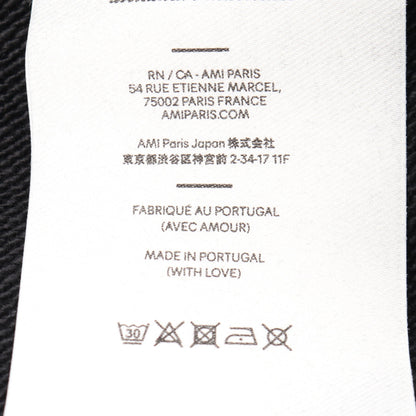 RN / CA - AMI PARIS
54 RUE ETIENNE MARCEL,
75002 PARIS FRANCE
AMIPARIS.COM
AMI Paris Japan 株式会社
東京都渋谷区神宮前 2-34-17 11F
FABRIQUÉ AU PORTUGAL
(AVEC AMOUR)
MADE IN PORTUGAL
(WITH LOVE)
30